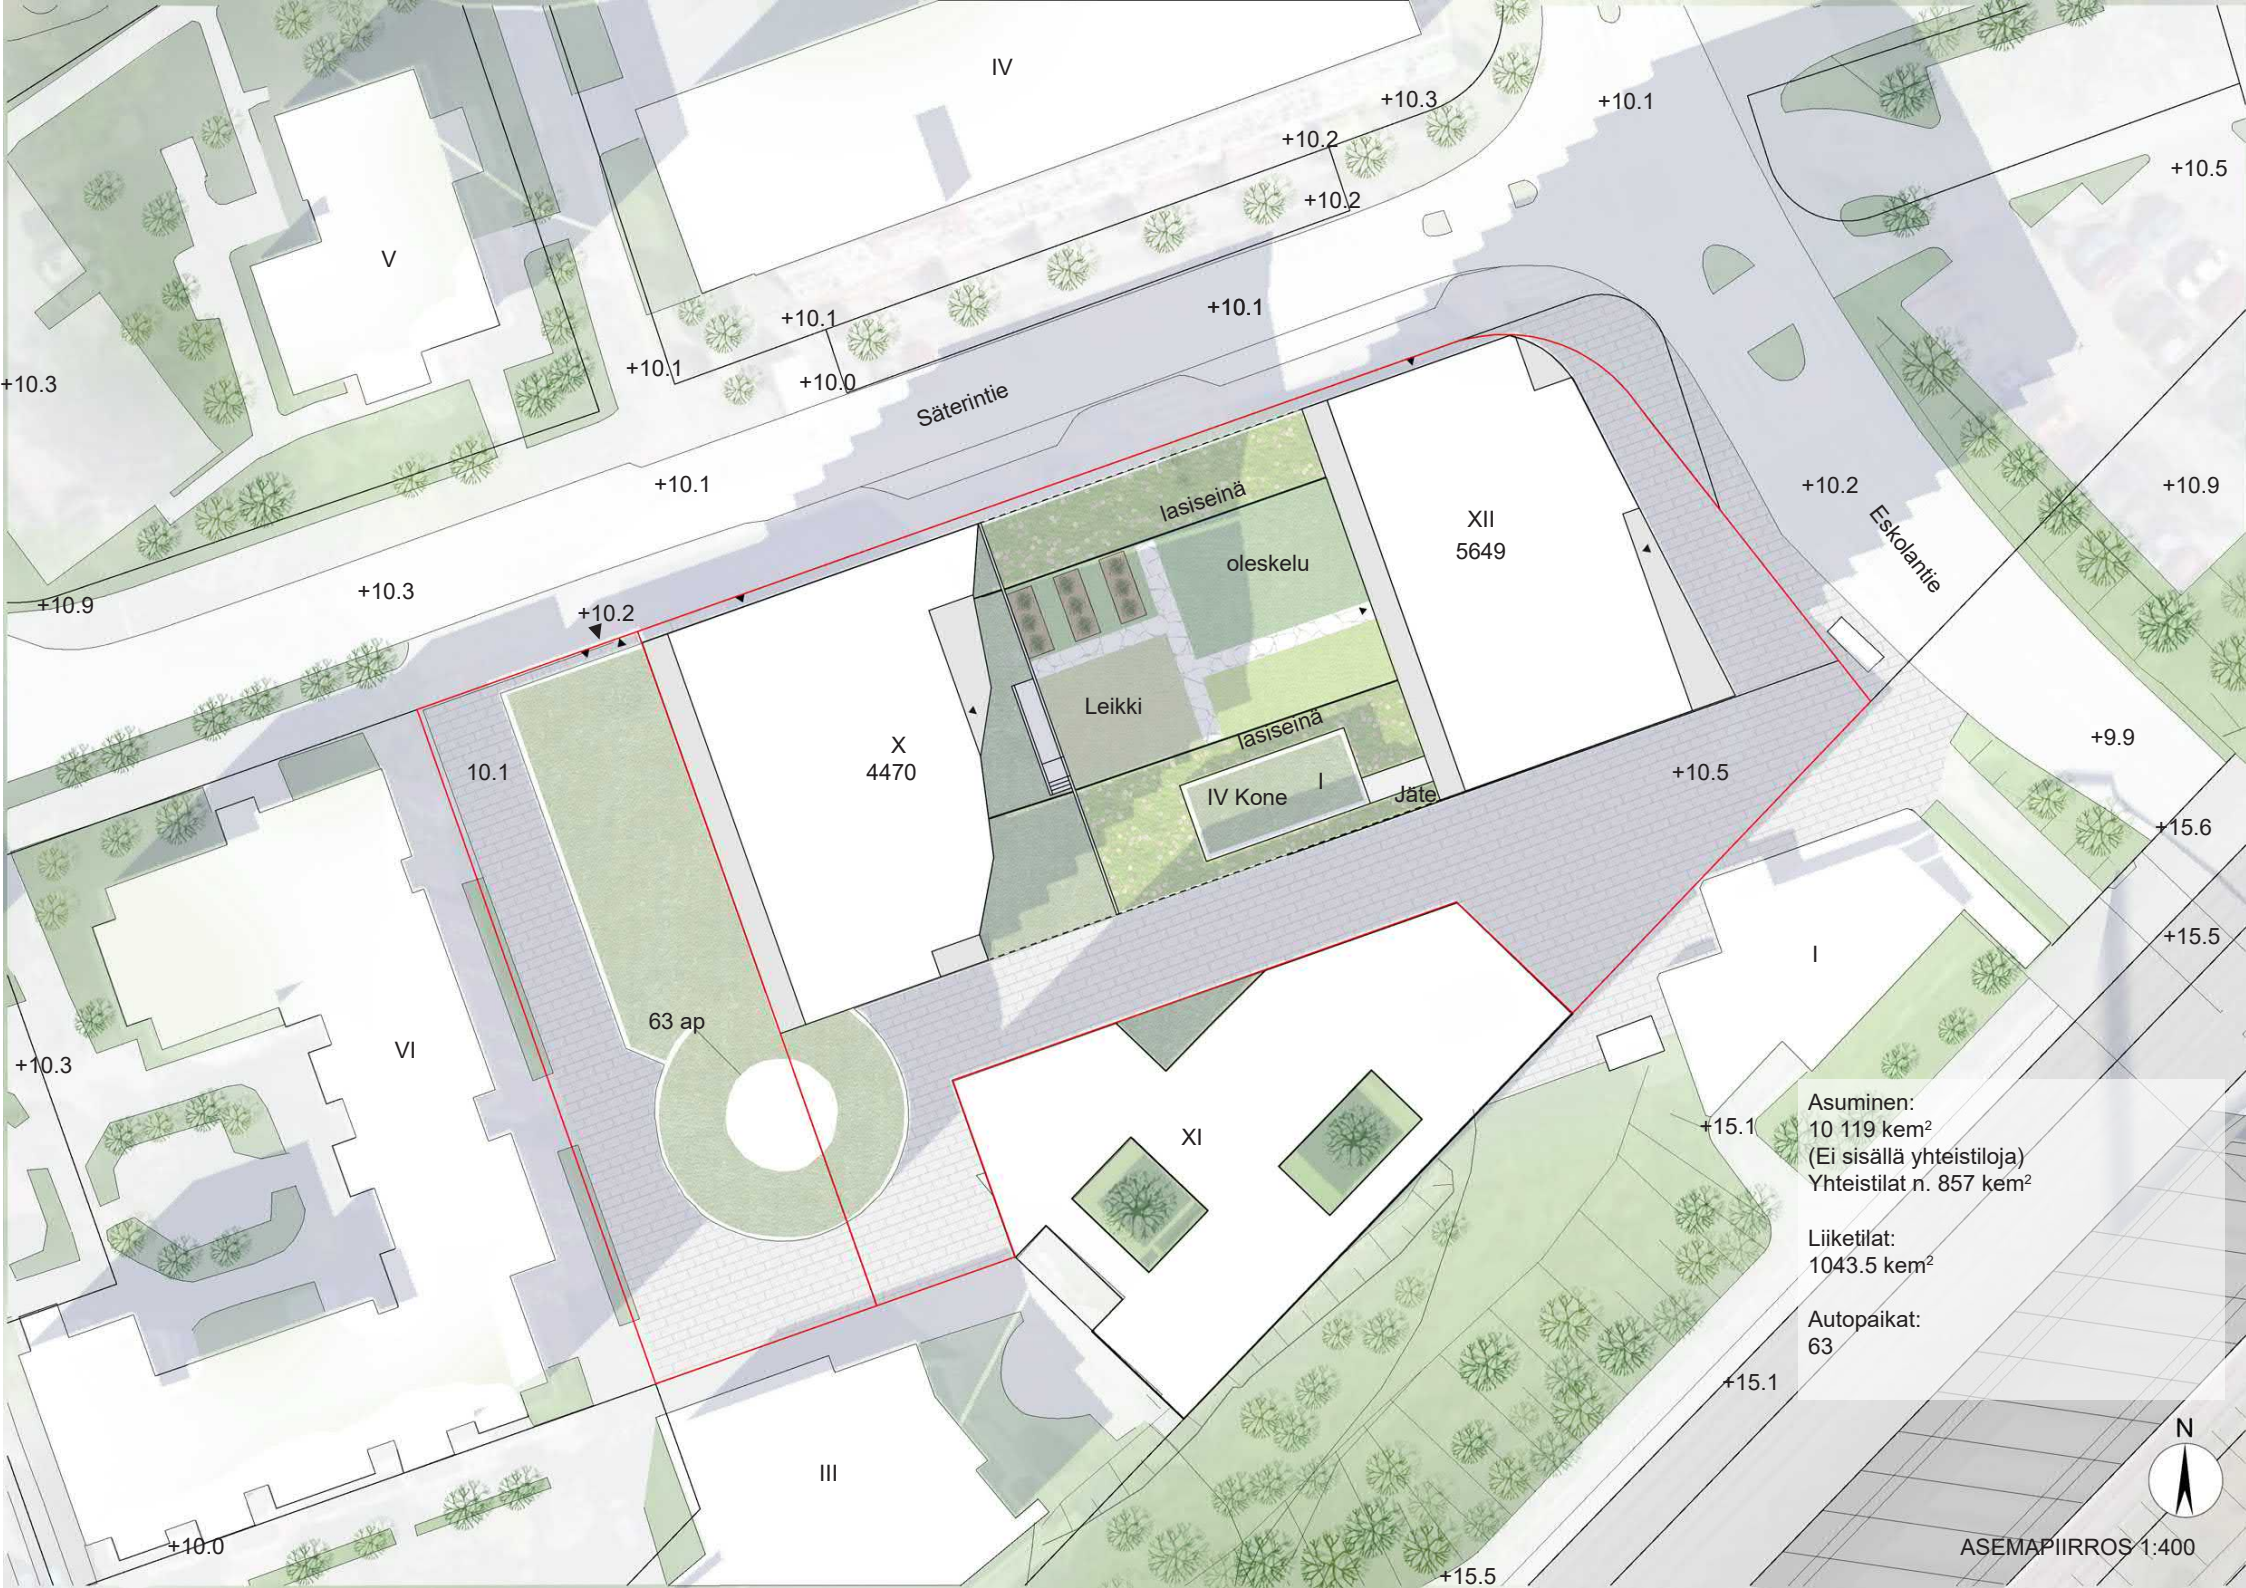 IV
+10.3
+10.1
+10.2
+10.5
+10.2
V
+10.1
+10.1
+10.1
+10.0
+10.3
Säterintie
+10.1
lasiseinä
XII
5649
+10.2
+10.9
Eskolantie
oleskelu
+10.3
+10.9
+10.2
Leikki
lasiseinä
X
4470
10.1
+10.5
+9.9
IV Kone
I
Jäte
+15.6
+15.5
I
63 ap
VI
+10.3
XI
+15.1
Asuminen:
10 119 kem²
(Ei sisällä yhteistiloja)
Yhteistilat n. 857 kem²
Liiketilat:
1043.5 kem²
Autopaikat:
63
+15.1
III
N
+10.0
ASEMAPIIRROS 1:400
+15.5